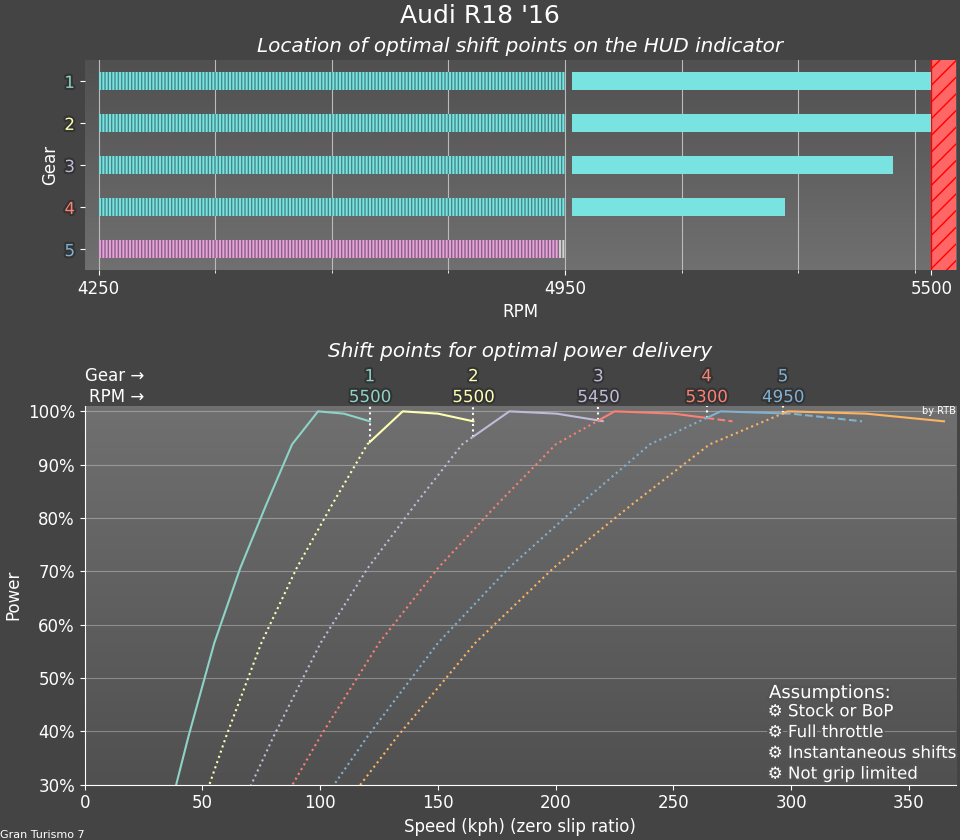 Audi R18 '16
Location of optimal shift points on the HUD indicator
Gear
1
2
3
4
5
4250 4950 5500
RPM
Shift points for optimal power delivery
Gear → 1 2 3 4 5
RPM → 5500 5500 5450 5300 4950
by RTB
Power
100%
90%
80%
70%
60%
50%
40%
30%
Assumptions:
⚙ Stock or BoP
⚙ Full throttle
⚙ Instantaneous shifts
⚙ Not grip limited
0 50 100 150 200 250 300 350
Speed (kph) (zero slip ratio)
Gran Turismo 7